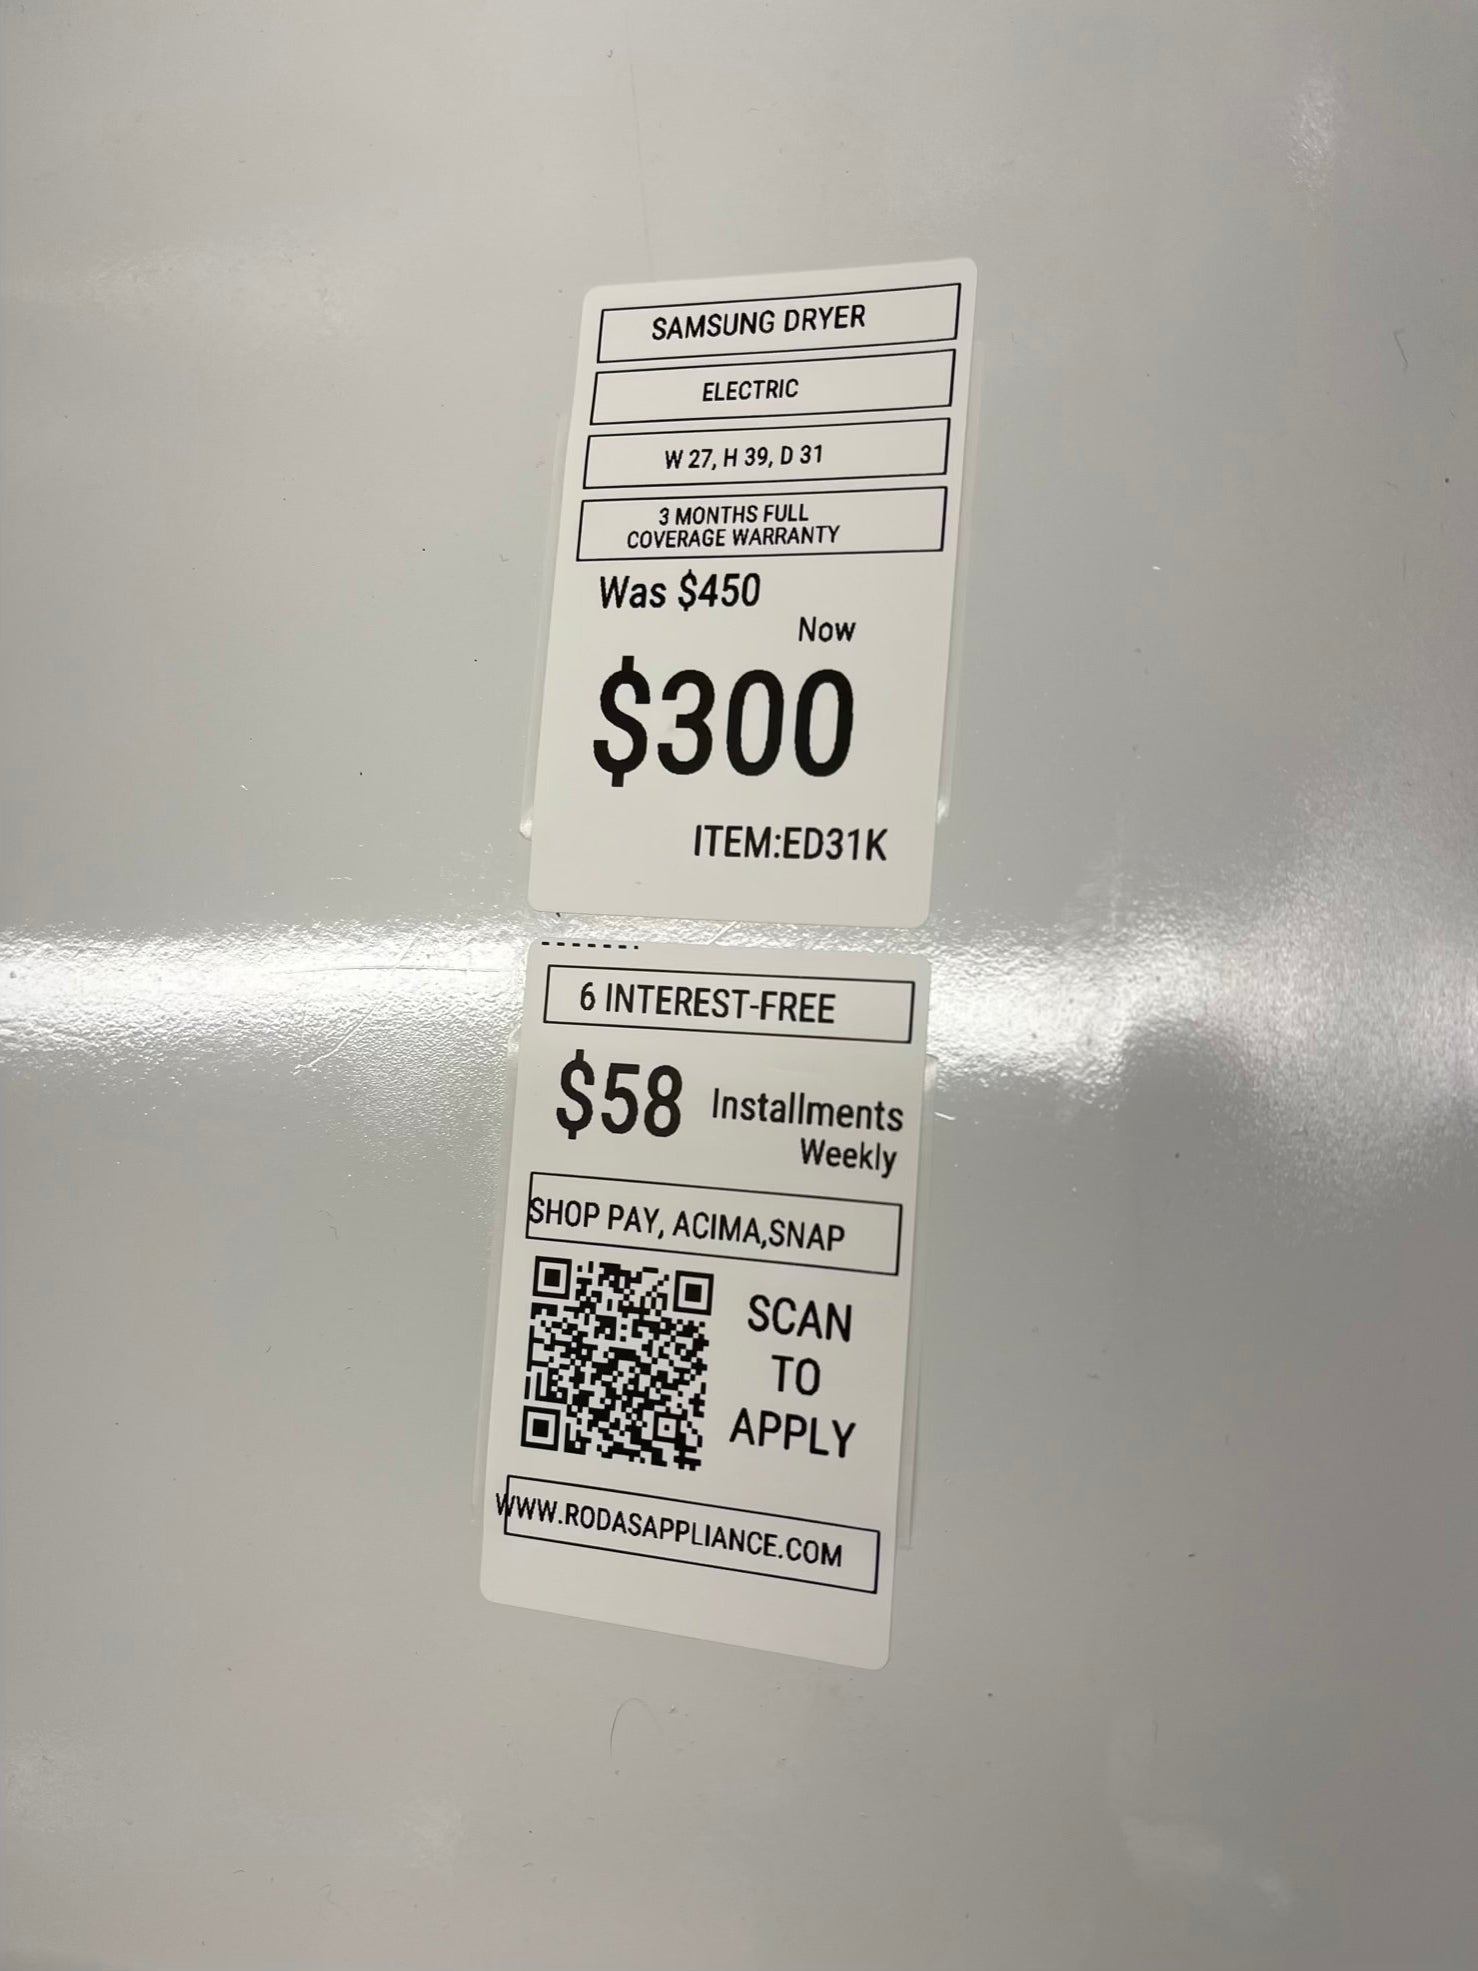 SAMSUNG DRYER
ELECTRIC
W 27, H 39, D 31
3 MONTHS FULL
COVERAGE WARRANTY
Was $450
Now
$300
ITEM:ED31K
6 INTEREST-FREE
$58 Installments
Weekly
SHOP PAY, ACIMA,SNAP
SCAN
TO
APPLY
WWW.RODASAPPLIANCE.COM